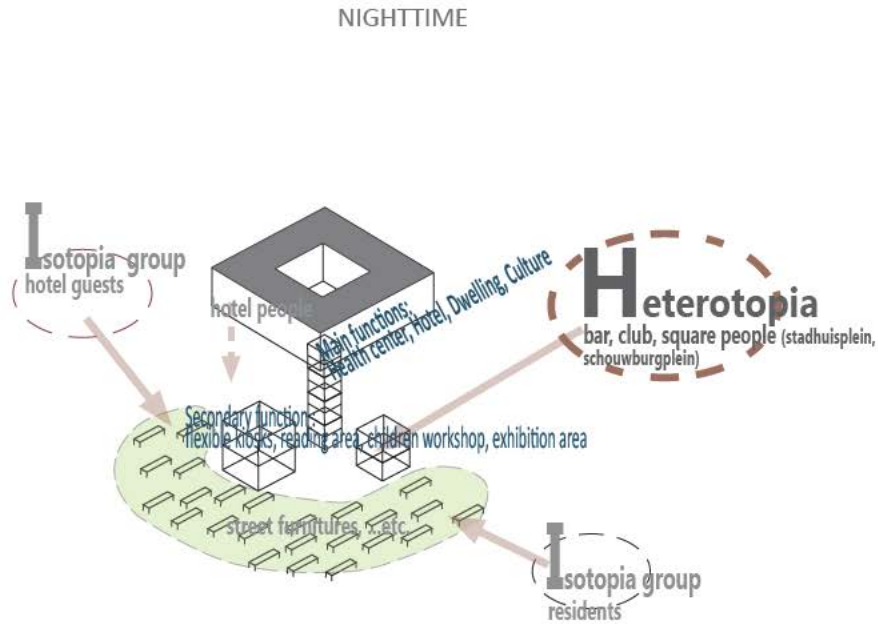 NIGHTTIME
Isotopia group
hotel guests
hotel people
Main functions;
Health center, Hotel, Dwelling, Culture
Heterotopia
bar, club, square people (stadhuisplein,
schouwburgplein)
Secondary function
flexible kiosks, reading area, children workshop, exhibition area
street furnitures, ..etc.
Isotopia group
residents